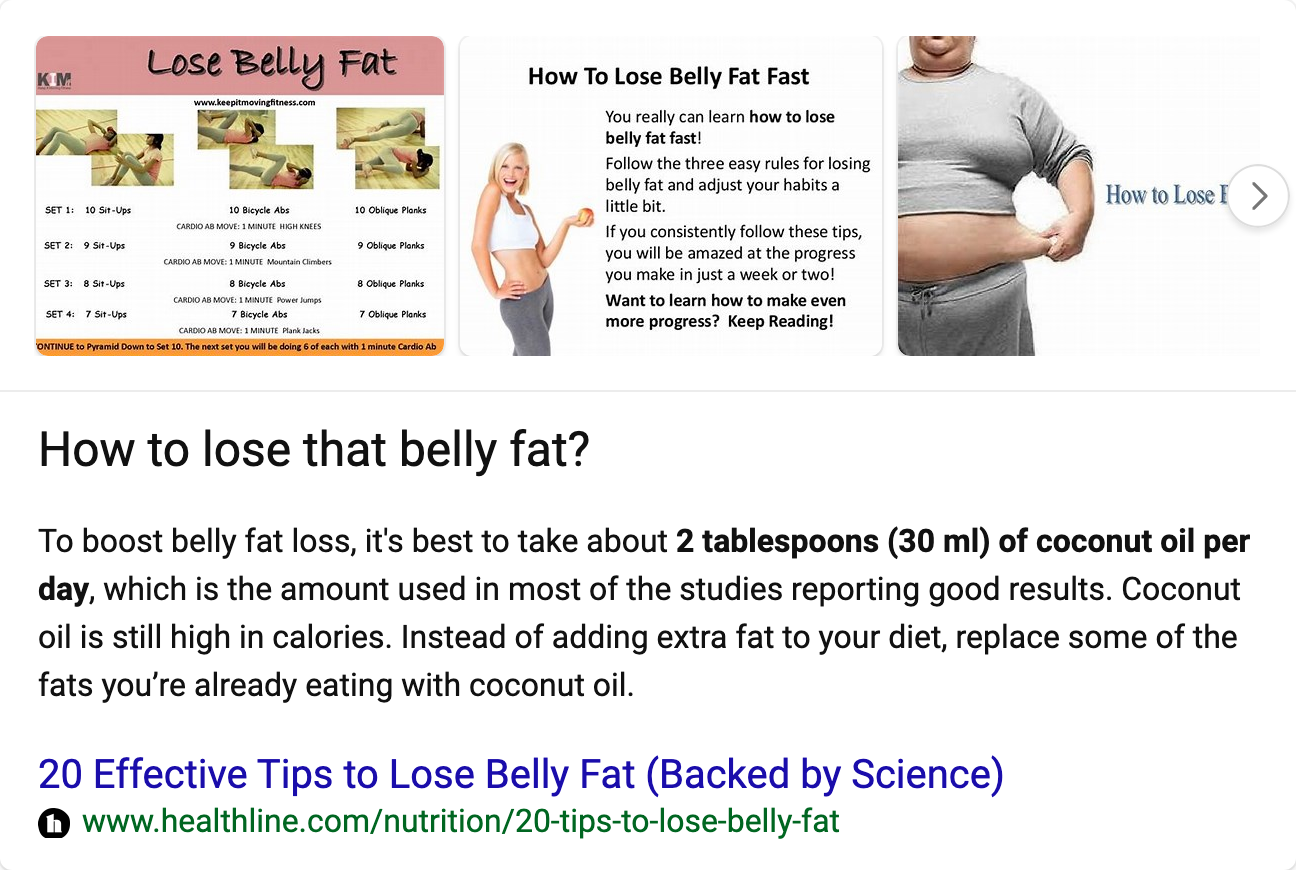 Lose Belly Fat
KIM
www.keepitmovingfitness.com
SET 1: 10 Sit-Ups 10 Bicycle Abs 10 Oblique Planks
CARDIO AB MOVE: 1 MINUTE HIGH KNEES
SET 2: 9 Sit-Ups 9 Bicycle Abs 9 Oblique Planks
CARDIO AB MOVE: 1 MINUTE Mountain Climbers
SET 3: 8 Sit-Ups 8 Bicycle Abs 8 Oblique Planks
CARDIO AB MOVE: 1 MINUTE Power Jumps
SET 4: 7 Sit-Ups 7 Bicycle Abs 7 Oblique Planks
CARDIO AB MOVE: 1 MINUTE Plank Jacks
ONTINUE to Pyramid Down to Set 10. The next set you will be doing 6 of each with 1 minute Cardio Ab
How To Lose Belly Fat Fast
You really can learn how to lose
belly fat fast!
Follow the three easy rules for losing
belly fat and adjust your habits a
little bit.
If you consistently follow these tips,
you will be amazed at the progress
you make in just a week or two!
Want to learn how to make even
more progress? Keep Reading!
How to Lose
How to lose that belly fat?
To boost belly fat loss, it's best to take about 2 tablespoons (30 ml) of coconut oil per
day, which is the amount used in most of the studies reporting good results. Coconut
oil is still high in calories. Instead of adding extra fat to your diet, replace some of the
fats you’re already eating with coconut oil.
20 Effective Tips to Lose Belly Fat (Backed by Science)
h www.healthline.com/nutrition/20-tips-to-lose-belly-fat